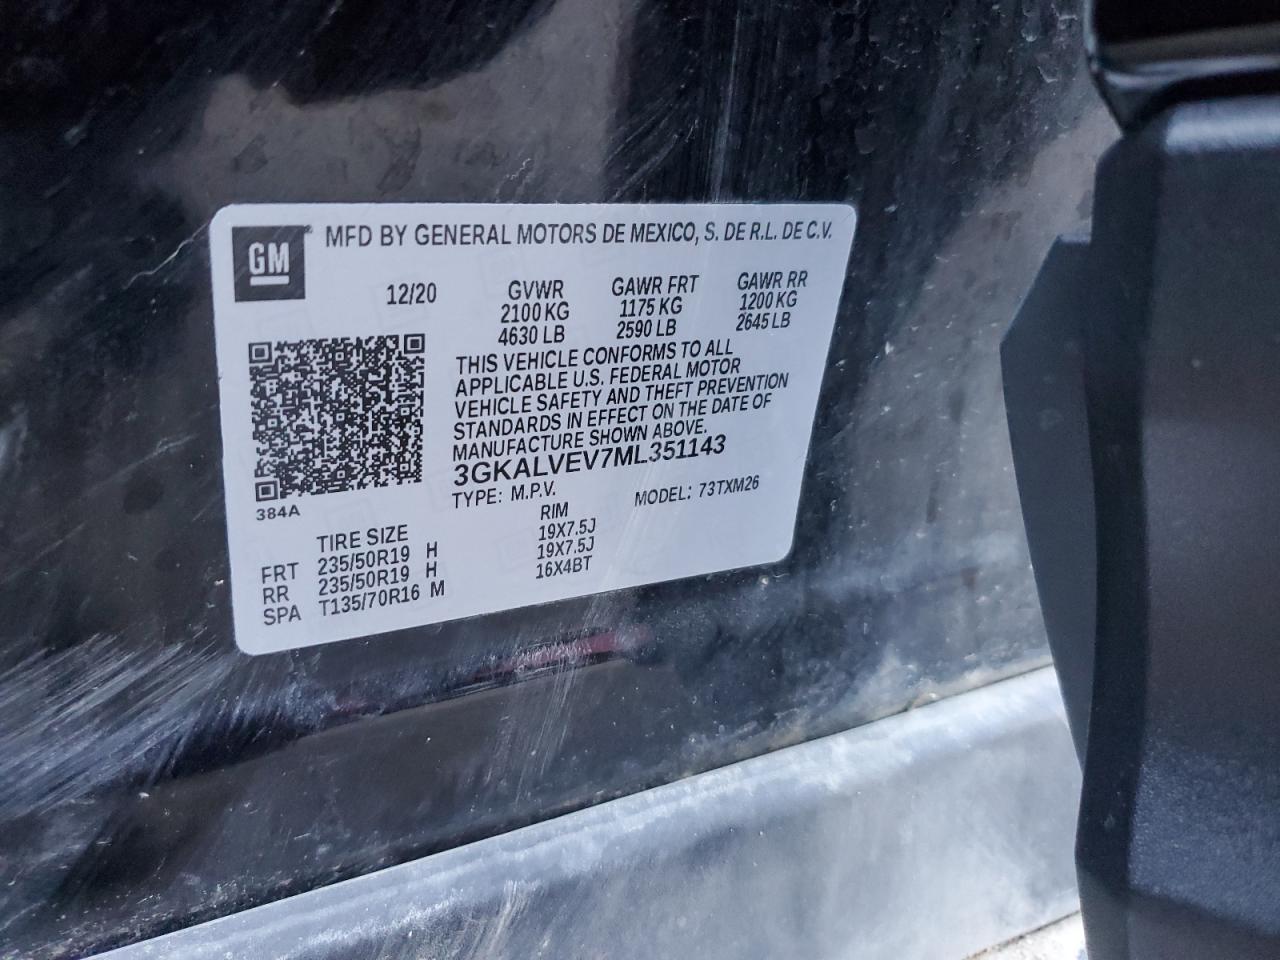 GM® MFD BY GENERAL MOTORS DE MEXICO, S. DE R.L. DE C.V.
12/20 GVWR GAWR FRT GAWR RR
2100 KG 1175 KG 1200 KG
4630 LB 2590 LB 2645 LB
THIS VEHICLE CONFORMS TO ALL
APPLICABLE U.S. FEDERAL MOTOR
VEHICLE SAFETY AND THEFT PREVENTION
STANDARDS IN EFFECT ON THE DATE OF
MANUFACTURE SHOWN ABOVE.
3GKALVEV7ML351143
TYPE: M.P.V. MODEL: 73TXM26
384A
TIRE SIZE RIM
FRT 235/50R19 H 19X7.5J
RR 235/50R19 H 19X7.5J
SPA T135/70R16 M 16X4BT